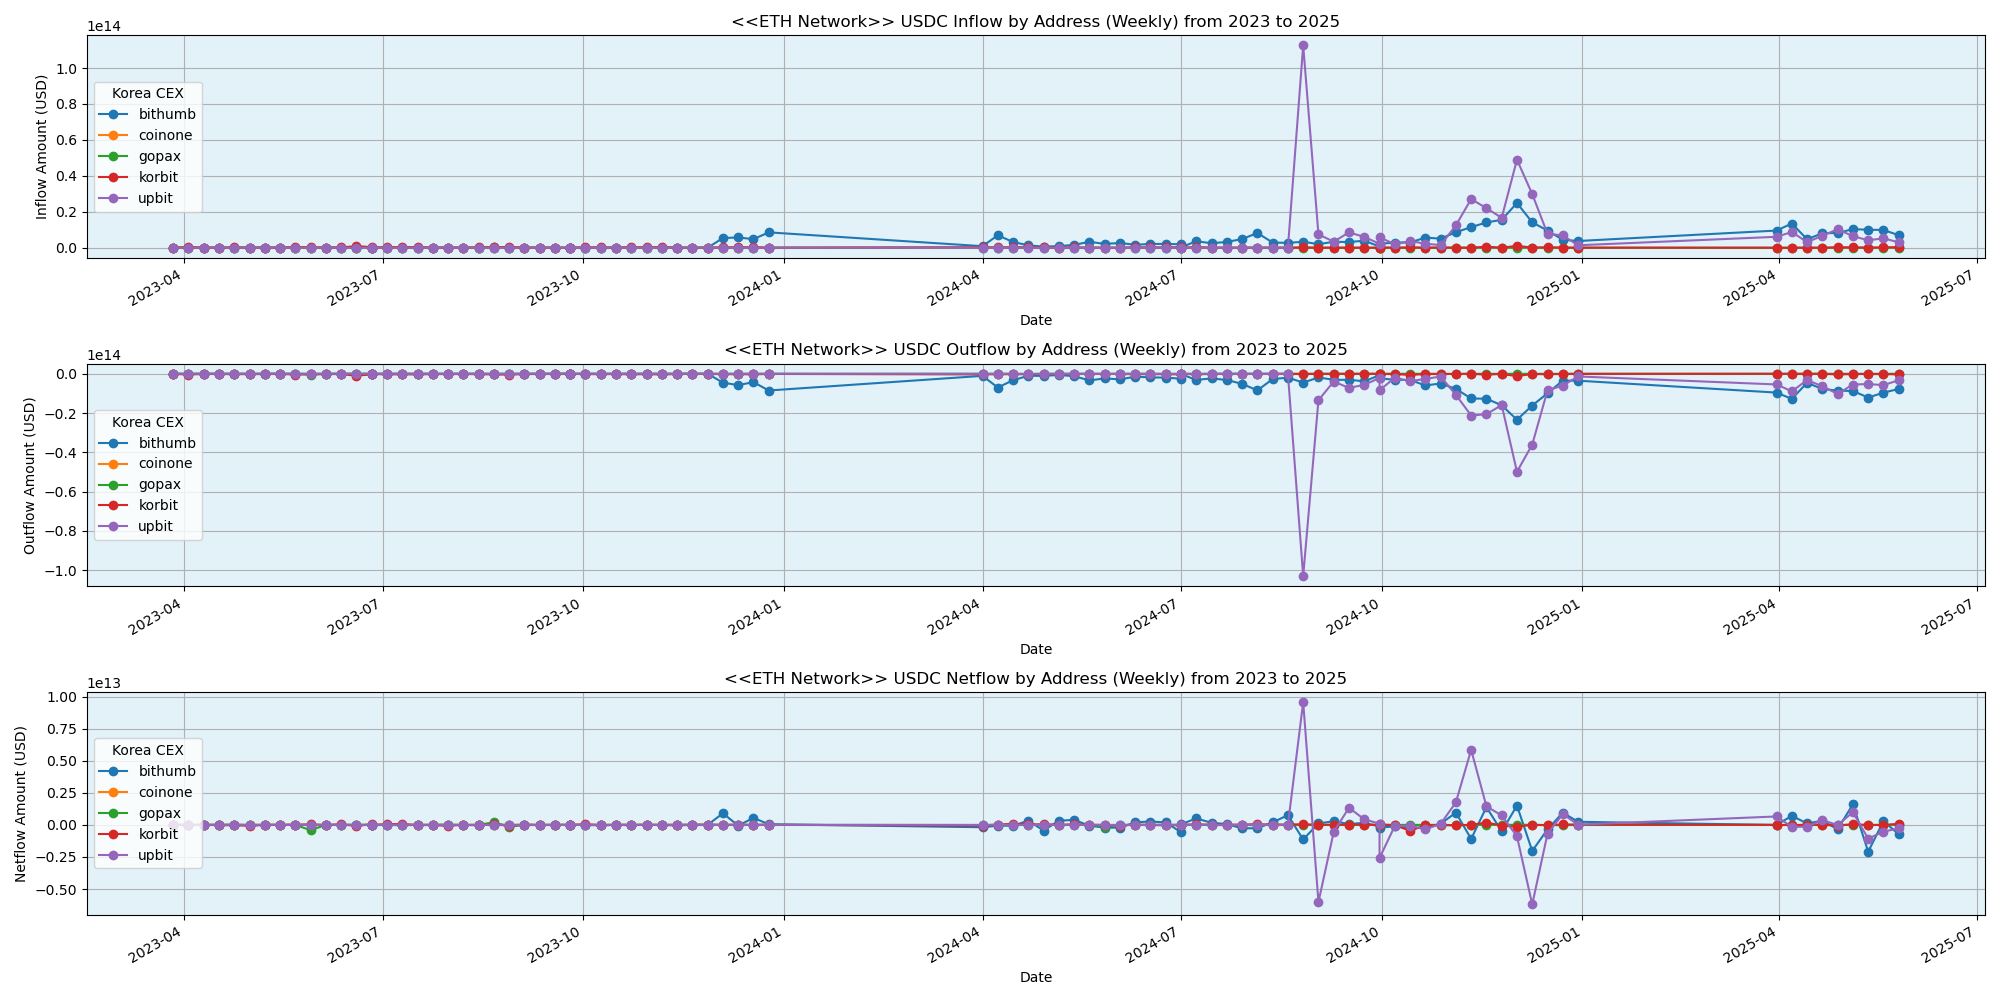 <<ETH Network>> USDC Inflow by Address (Weekly) from 2023 to 2025
1e14
Inflow Amount (USD)
1.0
0.8
0.6
0.4
0.2
0.0
Korea CEX
bithumb
coinone
gopax
korbit
upbit
2023-04 2023-07 2023-10 2024-01 2024-04 2024-07 2024-10 2025-01 2025-04 2025-07
Date
<<ETH Network>> USDC Outflow by Address (Weekly) from 2023 to 2025
1e14
Outflow Amount (USD)
0.0
−0.2
−0.4
−0.6
−0.8
−1.0
Korea CEX
bithumb
coinone
gopax
korbit
upbit
2023-04 2023-07 2023-10 2024-01 2024-04 2024-07 2024-10 2025-01 2025-04 2025-07
Date
<<ETH Network>> USDC Netflow by Address (Weekly) from 2023 to 2025
1e13
Netflow Amount (USD)
1.00
0.75
0.50
0.25
0.00
−0.25
−0.50
Korea CEX
bithumb
coinone
gopax
korbit
upbit
2023-04 2023-07 2023-10 2024-01 2024-04 2024-07 2024-10 2025-01 2025-04 2025-07
Date